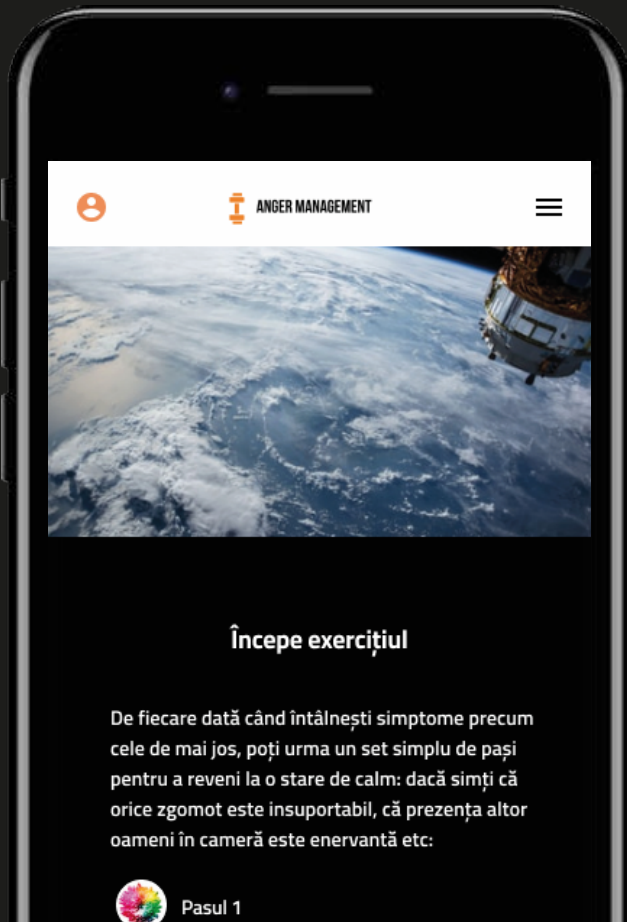 ANGER MANAGEMENT
Începe exercițiul
De fiecare dată când întâlnești simptome precum
cele de mai jos, poți urma un set simplu de pași
pentru a reveni la o stare de calm: dacă simți că
orice zgomot este insuportabil, că prezența altor
oameni în cameră este enervantă etc:
Pasul 1